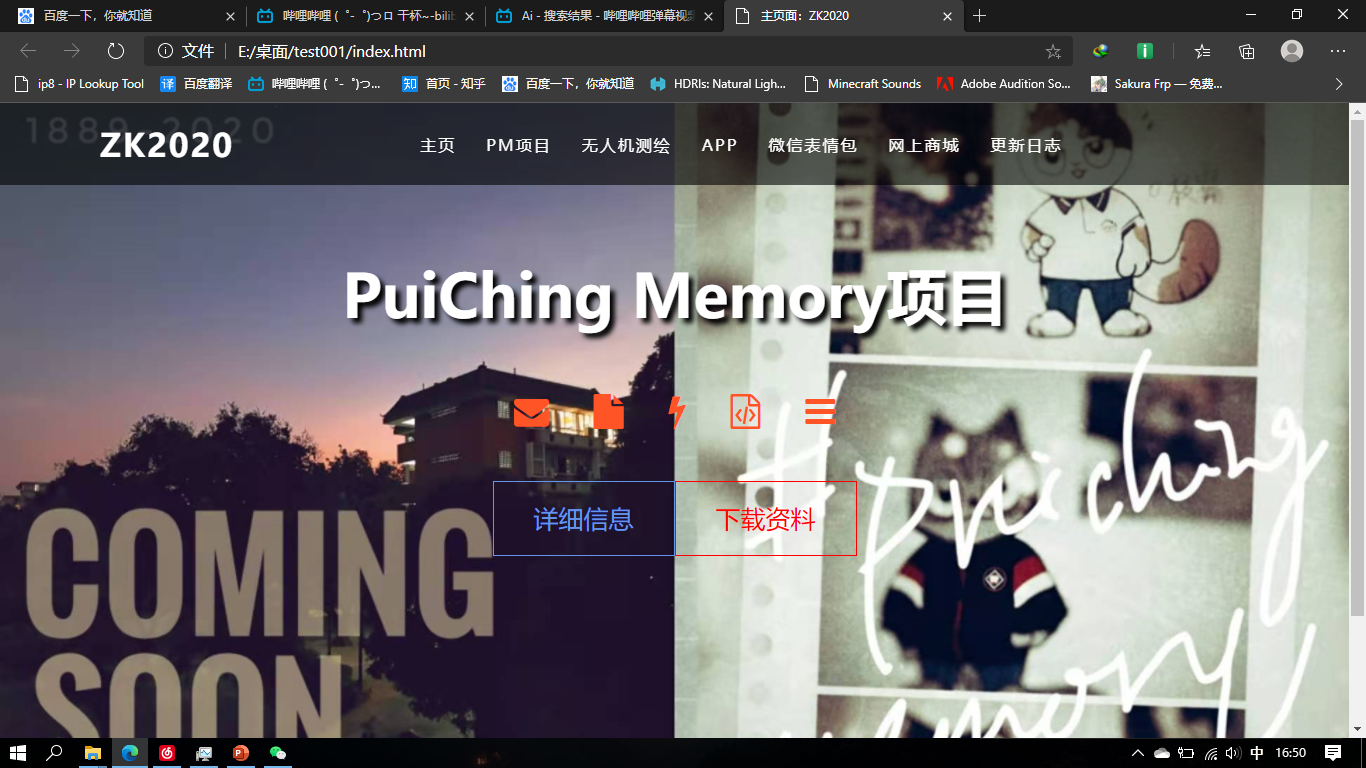 百度一下，你就知道
哔哩哔哩 (゜-゜)つロ 干杯~-bilib
Ai - 搜索结果 - 哔哩哔哩弹幕视
主页面：ZK2020
文件
E:/桌面/test001/index.html
ip8 - IP Lookup Tool
译 百度翻译
哔哩哔哩 (゜-゜)つ...
知 首页 - 知乎
百度一下，你就知道
HDRIs: Natural Ligh...
Minecraft Sounds
Adobe Audition So...
Sakura Frp — 免费...
ZK2020
主页
PM项目
无人机测绘
APP
微信表情包
网上商城
更新日志
PuiChing Memory项目
详细信息
下载资料
COMING
SOON
#puiching
memory
中
16:50